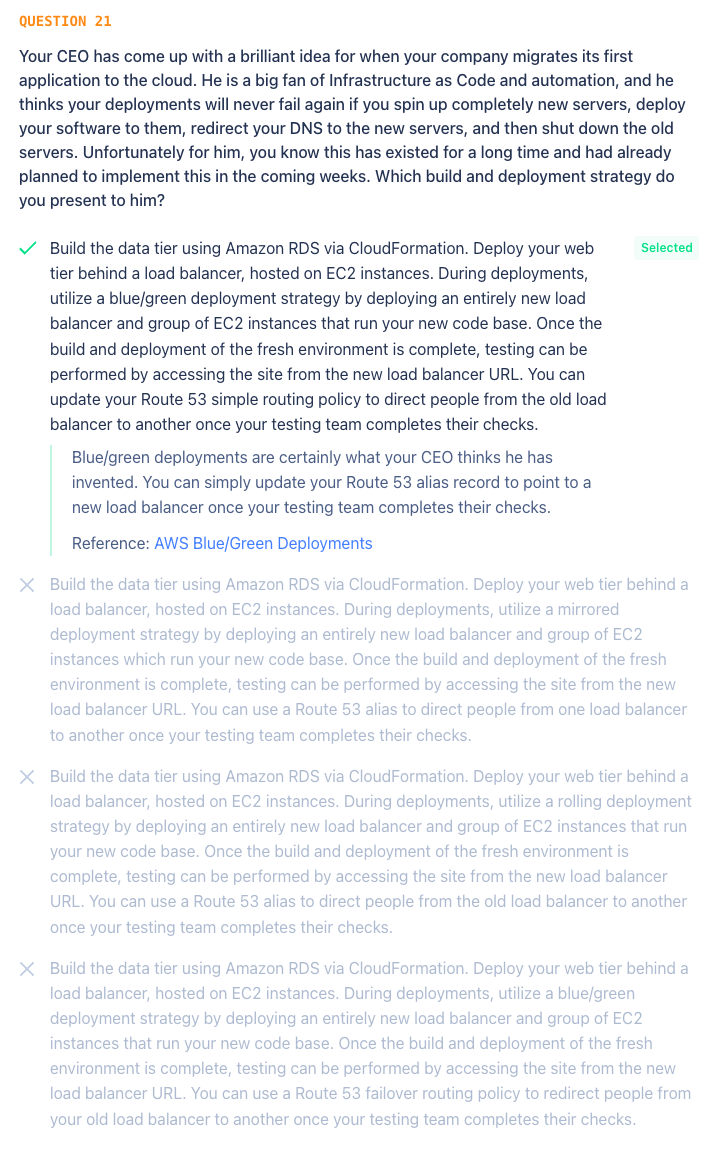 QUESTION 21
Your CEO has come up with a brilliant idea for when your company migrates its first
application to the cloud. He is a big fan of Infrastructure as Code and automation, and he
thinks your deployments will never fail again if you spin up completely new servers, deploy
your software to them, redirect your DNS to the new servers, and then shut down the old
servers. Unfortunately for him, you know this has existed for a long time and had already
planned to implement this in the coming weeks. Which build and deployment strategy do
you present to him?
Build the data tier using Amazon RDS via CloudFormation. Deploy your web
Selected
tier behind a load balancer, hosted on EC2 instances. During deployments,
utilize a blue/green deployment strategy by deploying an entirely new load
balancer and group of EC2 instances that run your new code base. Once the
build and deployment of the fresh environment is complete, testing can be
performed by accessing the site from the new load balancer URL. You can
update your Route 53 simple routing policy to direct people from the old load
balancer to another once your testing team completes their checks.
Blue/green deployments are certainly what your CEO thinks he has
invented. You can simply update your Route 53 alias record to point to a
new load balancer once your testing team completes their checks.
Reference: AWS Blue/Green Deployments
Build the data tier using Amazon RDS via CloudFormation. Deploy your web tier behind a
load balancer, hosted on EC2 instances. During deployments, utilize a mirrored
deployment strategy by deploying an entirely new load balancer and group of EC2
instances which run your new code base. Once the build and deployment of the fresh
environment is complete, testing can be performed by accessing the site from the new
load balancer URL. You can use a Route 53 alias to direct people from one load balancer
to another once your testing team completes their checks.
Build the data tier using Amazon RDS via CloudFormation. Deploy your web tier behind a
load balancer, hosted on EC2 instances. During deployments, utilize a rolling deployment
strategy by deploying an entirely new load balancer and group of EC2 instances that run
your new code base. Once the build and deployment of the fresh environment is
complete, testing can be performed by accessing the site from the new load balancer
URL. You can use a Route 53 alias to direct people from the old load balancer to another
once your testing team completes their checks.
Build the data tier using Amazon RDS via CloudFormation. Deploy your web tier behind a
load balancer, hosted on EC2 instances. During deployments, utilize a blue/green
deployment strategy by deploying an entirely new load balancer and group of EC2
instances that run your new code base. Once the build and deployment of the fresh
environment is complete, testing can be performed by accessing the site from the new
load balancer URL. You can use a Route 53 failover routing policy to redirect people from
your old load balancer to another once your testing team completes their checks.